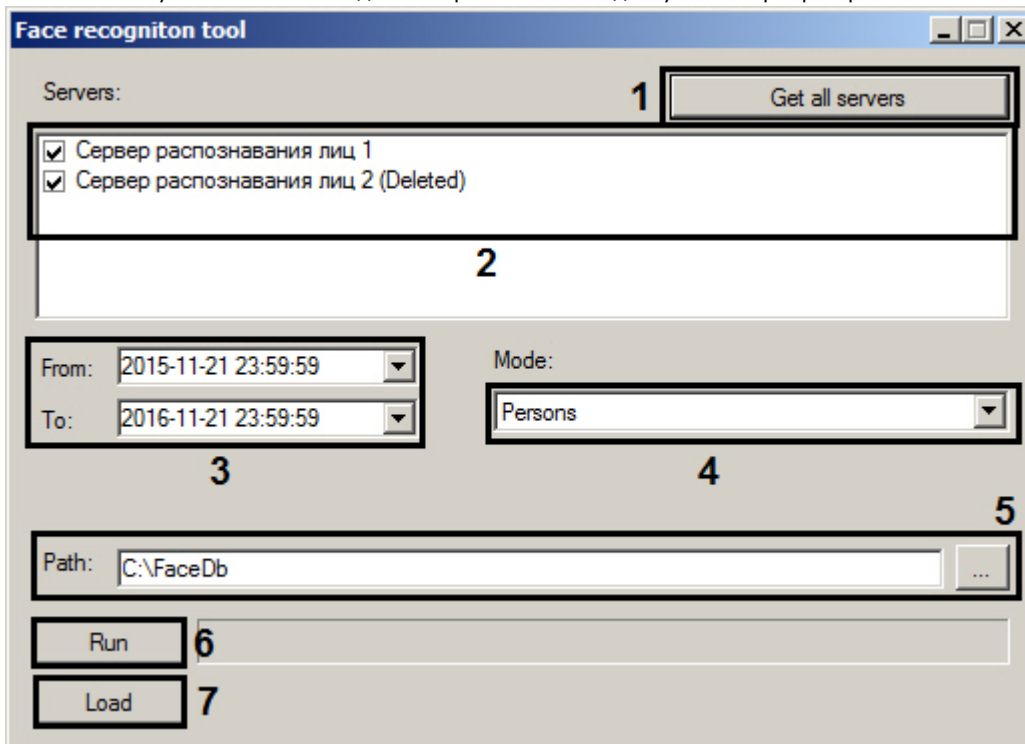 Face recogniton tool
Servers:
1
Get all servers
Сервер распознавания лиц 1
Сервер распознавания лиц 2 (Deleted)
2
From: 2015-11-21 23:59:59
Mode:
To: 2016-11-21 23:59:59
Persons
3
4
5
Path: C:\FaceDb
...
Run
6
Load
7